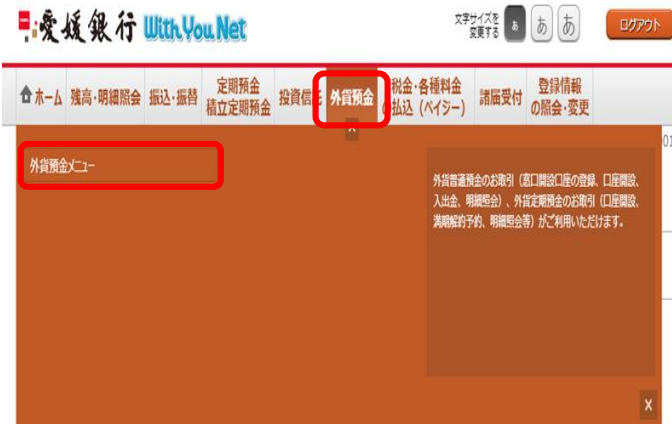 愛媛銀行 With You Net
文字サイズを
変更する
あ あ あ
ログアウト
ホーム
残高・明細照会
振込・振替
定期預金
積立定期預金
投資信託
外貨預金
税金・各種料金
払込(ペイジー)
諸届受付
登録情報
の照会・変更
外貨預金メニュー
外貨普通預金のお取引(窓口開設口座の登録、口座開設、
入出金、明細照会)、外貨定期預金のお取引(口座開設、
満期解約予約、明細照会等)がご利用いただけます。
x